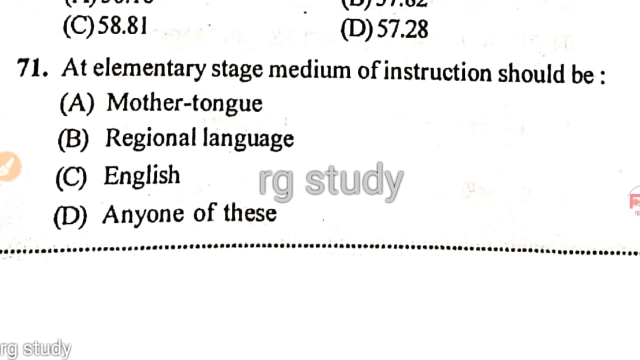 (C) 58.81 (D) 57.28
71. At elementary stage medium of instruction should be :
(A) Mother-tongue
(B) Regional language
(C) English
rg study
(D) Anyone of these
rg study